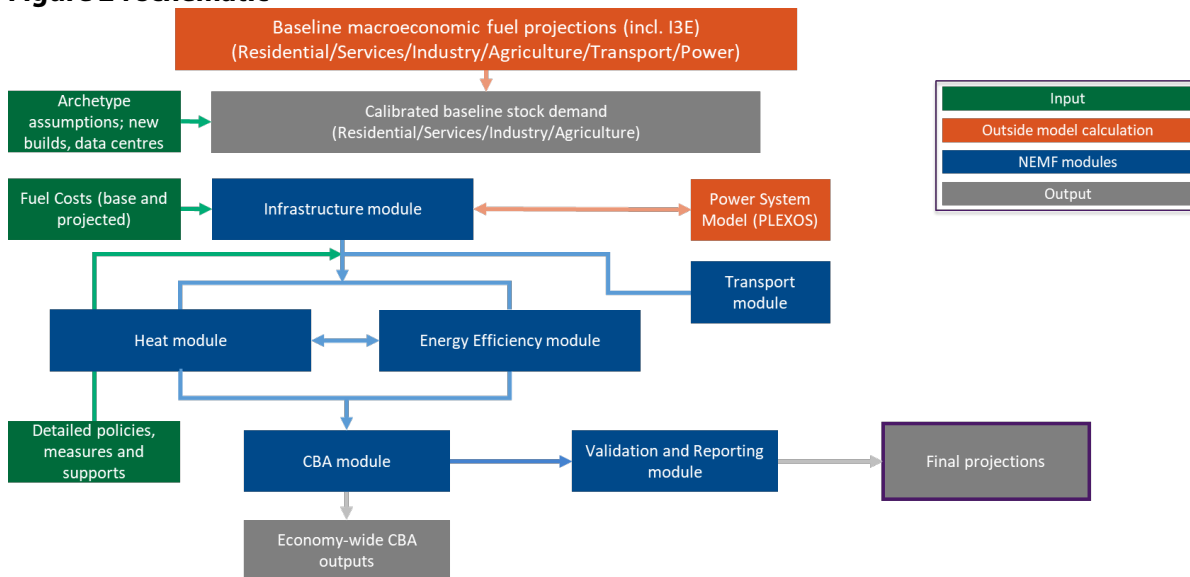 Figure 2
Baseline macroeconomic fuel projections (incl. I3E)
(Residential/Services/Industry/Agriculture/Transport/Power)
Archetype
assumptions; new
builds, data centres
Calibrated baseline stock demand
(Residential/Services/Industry/Agriculture)
Input
Outside model calculation
NEMF modules
Output
Fuel Costs (base and
projected)
Infrastructure module
Power System
Model (PLEXOS)
Transport
module
Heat module
Energy Efficiency module
Detailed policies,
measures and
supports
CBA module
Validation and Reporting
module
Final projections
Economy-wide CBA
outputs